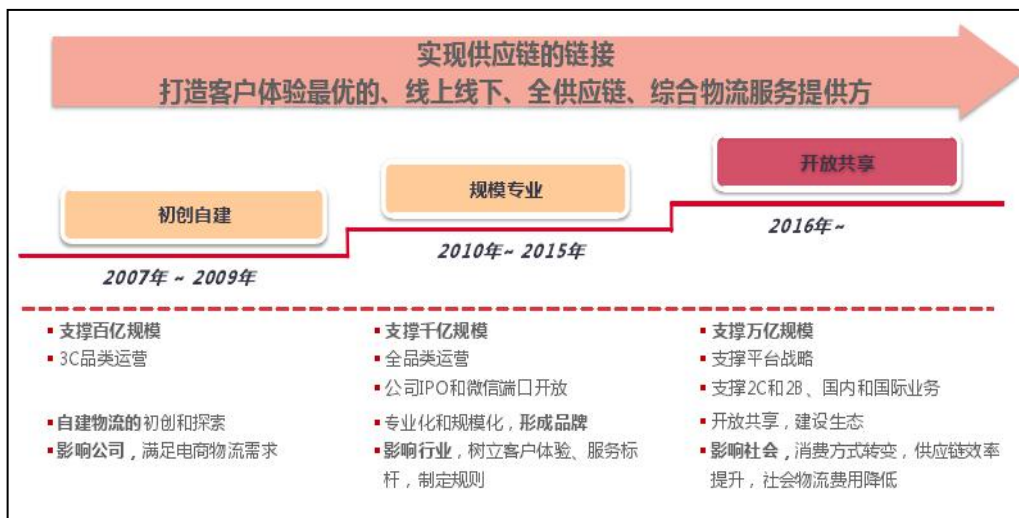 实现供应链的链接
打造客户体验最优的、线上线下、全供应链、综合物流服务提供方
初创自建
规模专业
开放共享
2007年 ~ 2009年
2010年~ 2015年
2016年~
▪ 支撑百亿规模
▪ 3C品类运营
▪ 自建物流的初创和探索
▪ 影响公司，满足电商物流需求
▪ 支撑千亿规模
▪ 全品类运营
▪ 公司IPO和微信端口开放
▪ 专业化和规模化，形成品牌
▪ 影响行业，树立客户体验、服务标
杆，制定规则
▪ 支撑万亿规模
▪ 支撑平台战略
▪ 支撑2C和2B、国内和国际业务
▪ 开放共享，建设生态
▪ 影响社会，消费方式转变，供应链效率
提升，社会物流费用降低